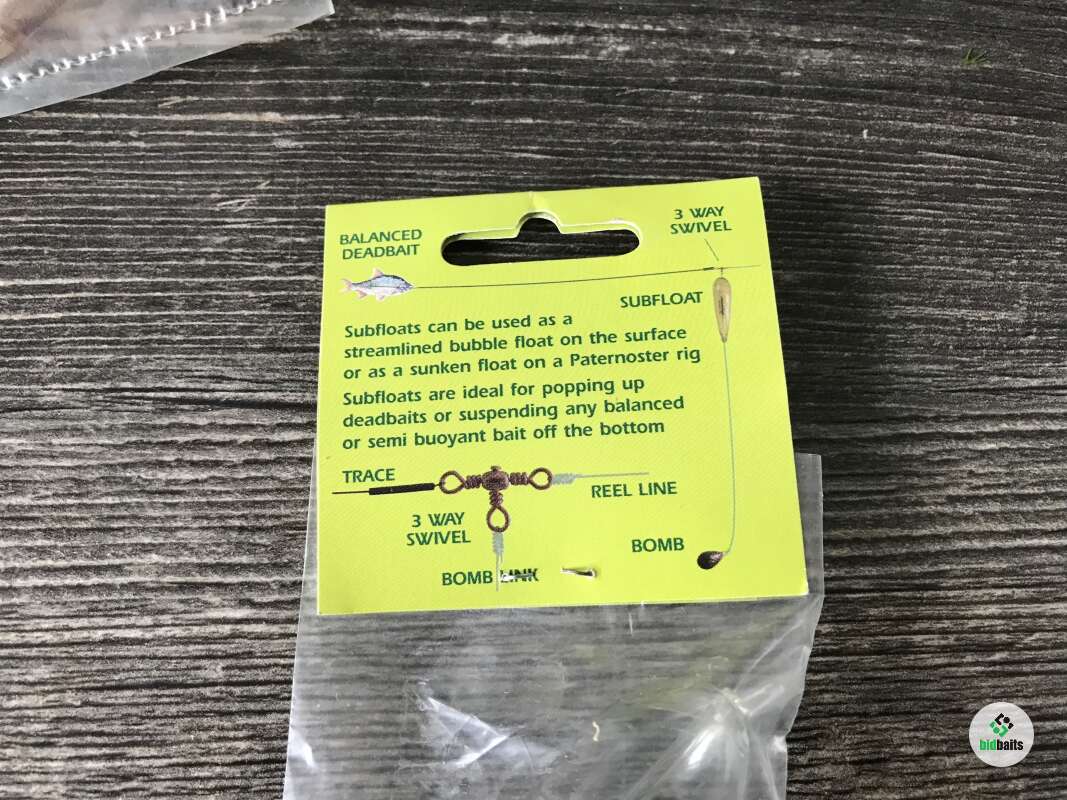 BALANCED
DEADBAIT
3 WAY
SWIVEL
SUBFLOAT
Subfloats can be used as a
streamlined bubble float on the surface
or as a sunken float on a Paternoster rig
Subfloats are ideal for popping up
deadbaits or suspending any balanced
or semi buoyant bait off the bottom
TRACE
REEL LINE
3 WAY
SWIVEL
BOMB
BOMB LINK
bidbaits